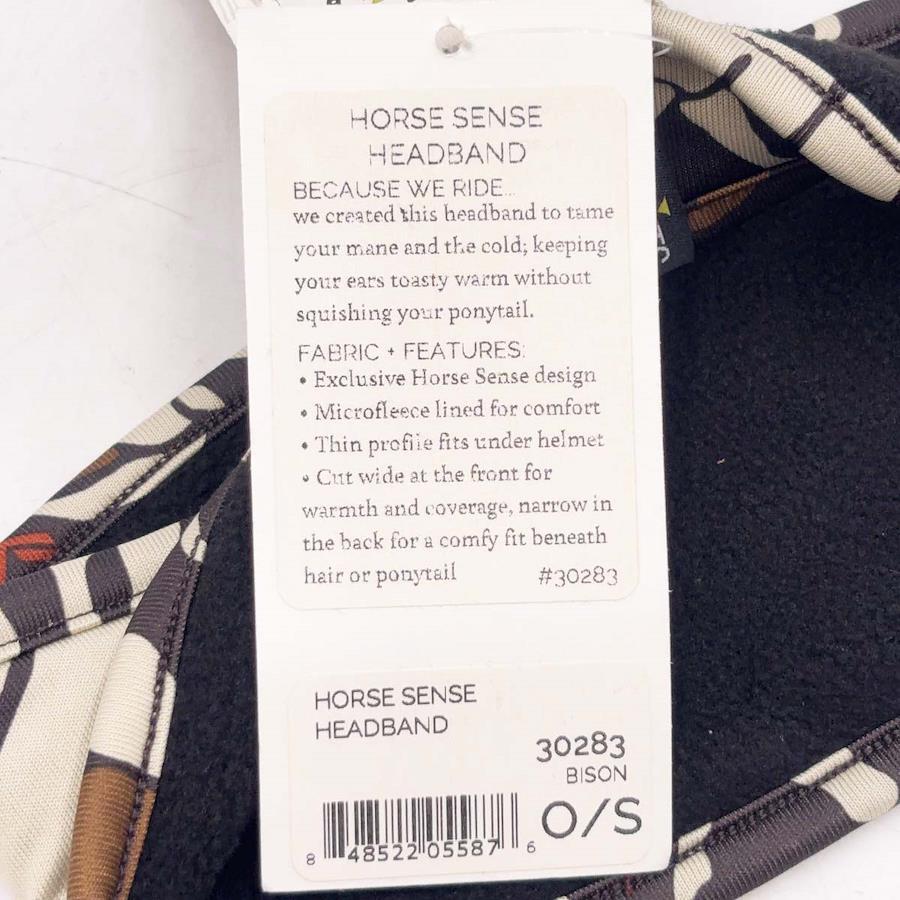 HORSE SENSE
HEADBAND
BECAUSE WE RIDE...
we created this headband to tame
your mane and the cold; keeping
your ears toasty warm without
squishing your ponytail.
FABRIC + FEATURES:
• Exclusive Horse Sense design
• Microfleece lined for comfort
• Thin profile fits under helmet
• Cut wide at the front for
warmth and coverage, narrow in
the back for a comfy fit beneath
hair or ponytail #30283
HORSE SENSE
HEADBAND
30283
BISON
O/S
8 48522 05587 6